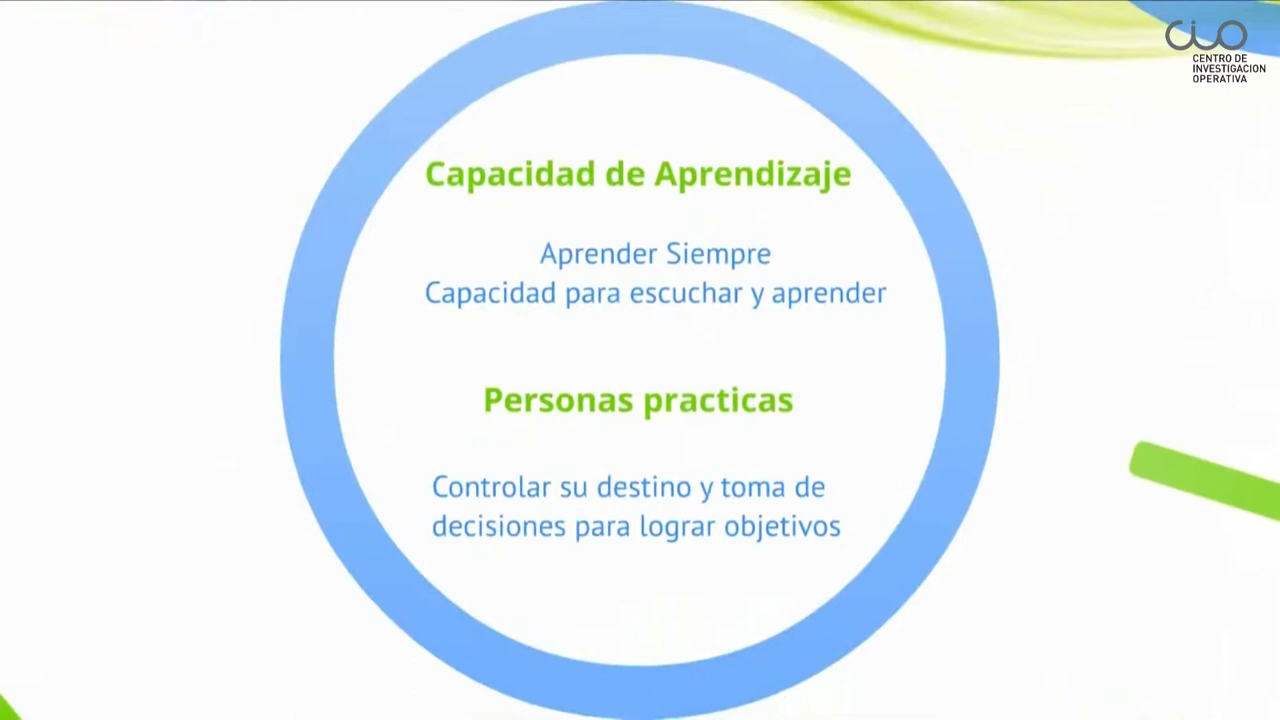 CiO
CENTRO DE
INVESTIGACION
OPERATIVA
Capacidad de Aprendizaje
Aprender Siempre
Capacidad para escuchar y aprender
Personas practicas
Controlar su destino y toma de
decisiones para lograr objetivos